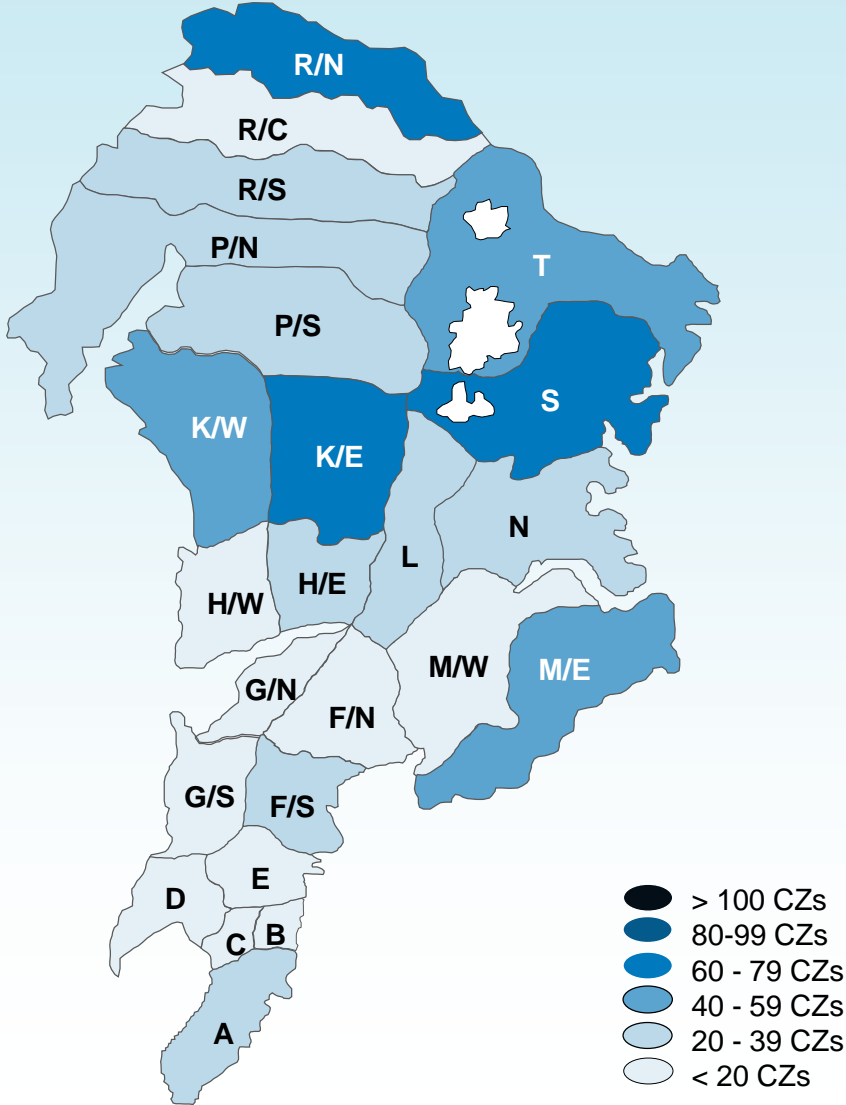 R/N
R/C
R/S
P/N
T
P/S
S
K/W
K/E
N
L
H/E
H/W
M/W
M/E
G/N
F/N
G/S
F/S
E
D
B
C
A
> 100 CZs
80-99 CZs
60 - 79 CZs
40 - 59 CZs
20 - 39 CZs
< 20 CZs